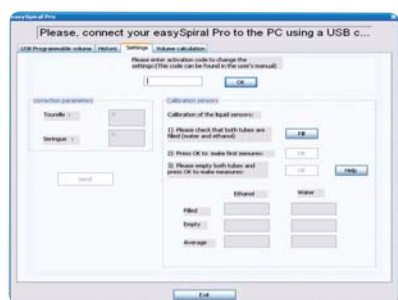 easySpiral Pro
Please, connect your easySpiral Pro to the PC using a USB c...
USB Programmable volume Historic Settings Volume calculation
Please enter activation code to change the
settings:(This code can be found in the user's manual)
OK
Correction parameters
Tourelle :
Seringue :
Send
Calibration sensors
Calibration of the liquid sensors:
1) Please check that both tubes are
filled (water and ethanol)
Fill
2) Press OK to make first mesures:
OK
3) Please empty both tubes and
press OK to make measures:
OK
Help
Ethanol Water
Filled
Empty
Average
Exit